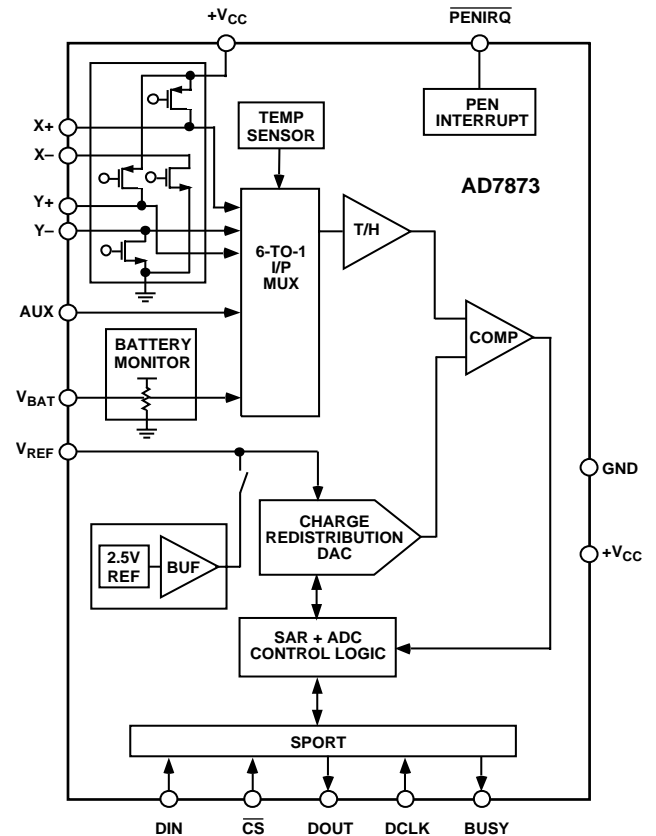 +VCC
PENIRQ
PEN
INTERRUPT
TEMP
SENSOR
X+
X–
Y+
Y–
AD7873
6-TO-1
I/P
MUX
T/H
AUX
COMP
BATTERY
MONITOR
VBAT
VREF
GND
CHARGE
REDISTRIBUTION
DAC
+VCC
2.5V
REF
BUF
SAR + ADC
CONTROL LOGIC
SPORT
DIN
CS
DOUT
DCLK
BUSY